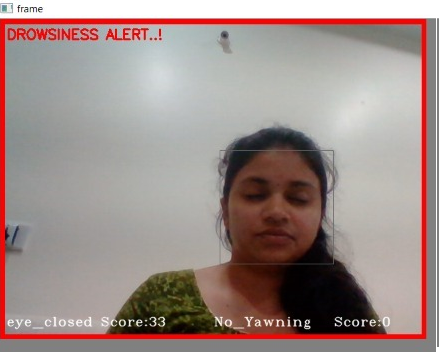 frame
DROWSINESS ALERT..!
eye_closed Score:33 No_Yawning Score:0